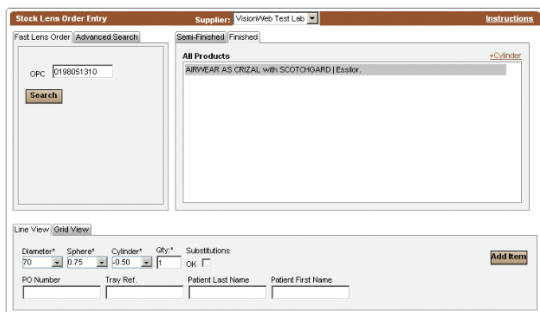 Stock Lens Order Entry Supplier: VisionWeb Test Lab Instructions
Fast Lens Order Advanced Search Semi-Finished Finished
All Products +Cylinder
OPC 0198051310 AIRWEAR AS CRIZAL with SCOTCHGARD | Essilor.
Search
Line View Grid View
Diameter* Sphere* Cylinder* Qty:* Substitutions
70 0.75 -0.50 1 OK
Add Item
PO Number Tray Ref. Patient Last Name Patient First Name